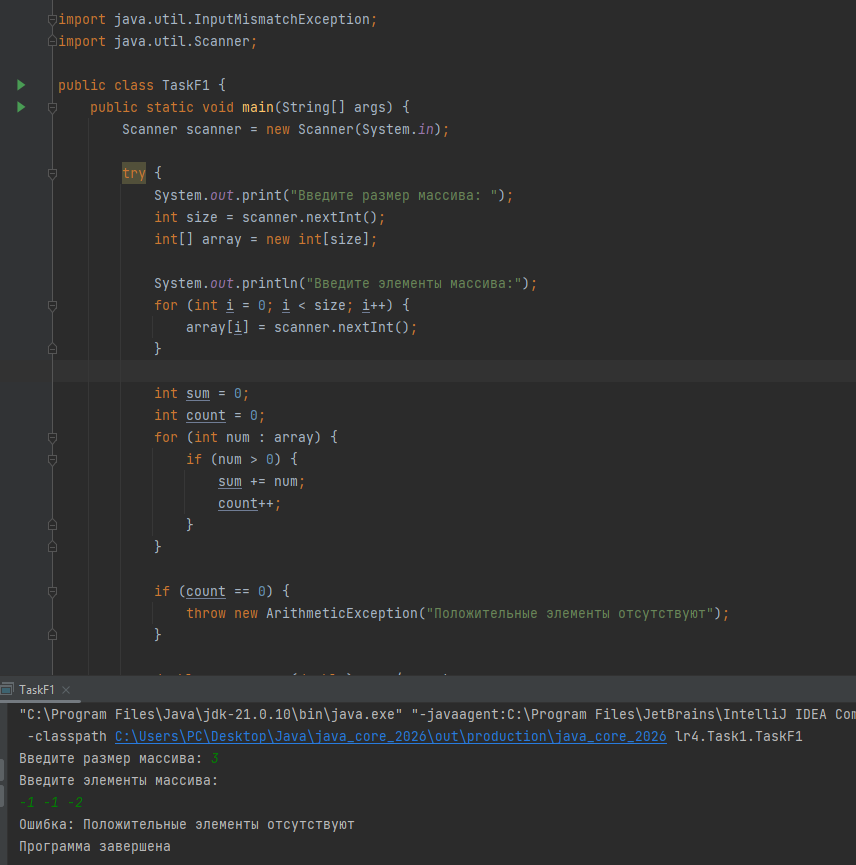 import java.util.InputMismatchException;
import java.util.Scanner;
public class TaskF1 {
public static void main(String[] args) {
Scanner scanner = new Scanner(System.in);
try {
System.out.print("Введите размер массива: ");
int size = scanner.nextInt();
int[] array = new int[size];
System.out.println("Введите элементы массива:");
for (int i = 0; i < size; i++) {
array[i] = scanner.nextInt();
}
int sum = 0;
int count = 0;
for (int num : array) {
if (num > 0) {
sum += num;
count++;
}
}
if (count == 0) {
throw new ArithmeticException("Положительные элементы отсутствуют");
}
TaskF1
"C:\Program Files\Java\jdk-21.0.10\bin\java.exe" "-javaagent:C:\Program Files\JetBrains\IntelliJ IDEA Com
-classpath C:\Users\PC\Desktop\Java\java_core_2026\out\production\java_core_2026 lr4.Task1.TaskF1
Введите размер массива: 3
Введите элементы массива:
-1 -1 -2
Ошибка: Положительные элементы отсутствуют
Программа завершена